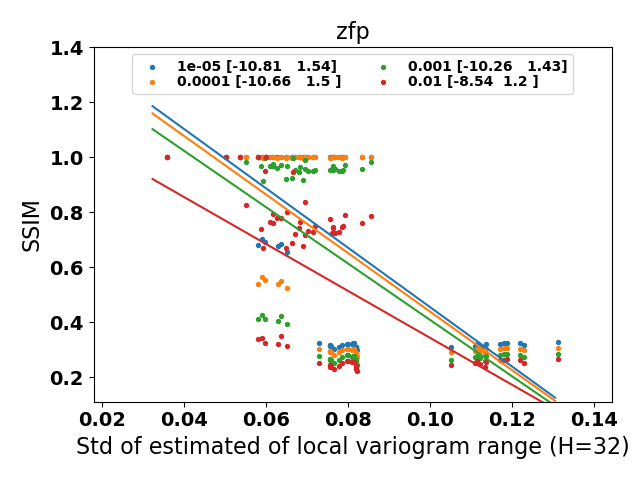 zfp
1e-05 [-10.81   1.54]
0.0001 [-10.66   1.5 ]
0.001 [-10.26   1.43]
0.01 [-8.54  1.2 ]
SSIM
1.4
1.2
1.0
0.8
0.6
0.4
0.2
0.02 0.04 0.06 0.08 0.10 0.12 0.14
Std of estimated of local variogram range (H=32)